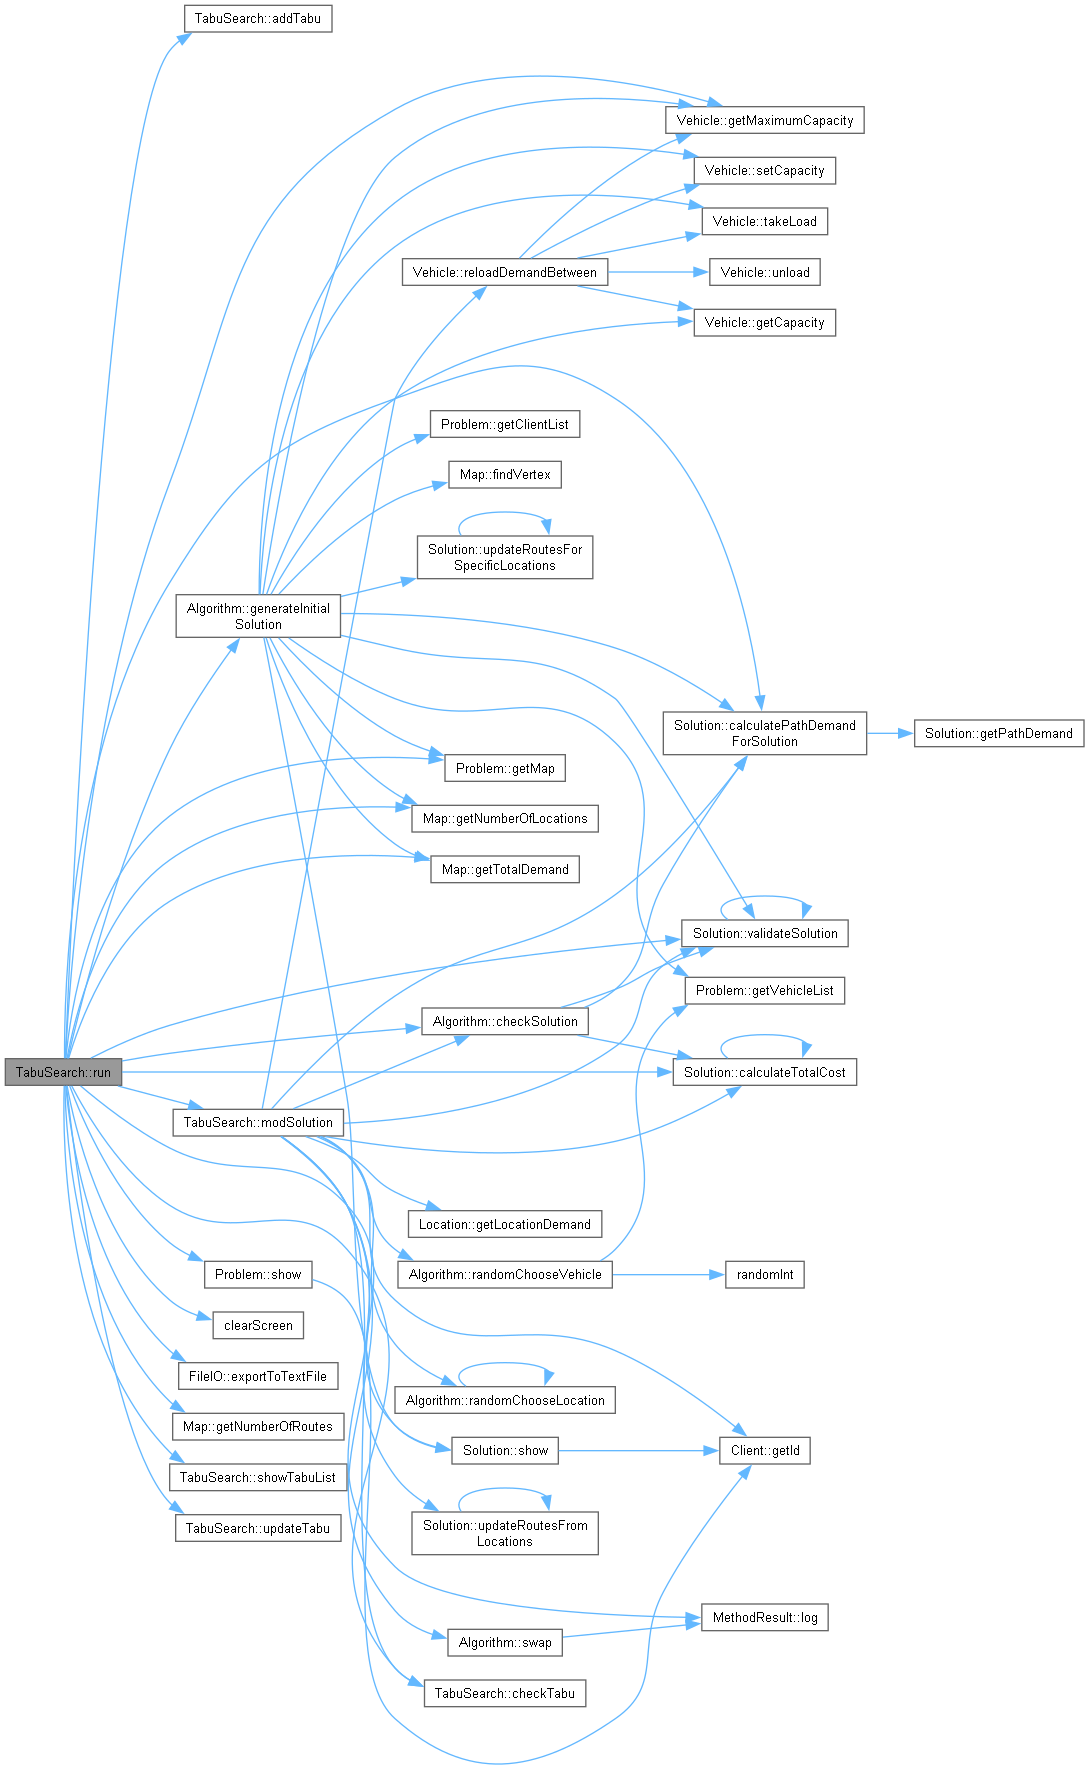 TabuSearch::addTabu
Vehicle::getMaximumCapacity
Vehicle::setCapacity
Vehicle::takeLoad
Vehicle::reloadDemandBetween
Vehicle::unload
Vehicle::getCapacity
Problem::getClientList
Map::findVertex
Solution::updateRoutesFor
SpecificLocations
Algorithm::generateInitial
Solution
Solution::calculatePathDemand
ForSolution
Solution::getPathDemand
Problem::getMap
Map::getNumberOfLocations
Map::getTotalDemand
Solution::validateSolution
Problem::getVehicleList
Algorithm::checkSolution
TabuSearch::run
Solution::calculateTotalCost
TabuSearch::modSolution
Location::getLocationDemand
Problem::show
Algorithm::randomChooseVehicle
randomInt
clearScreen
FileIO::exportToTextFile
Algorithm::randomChooseLocation
Map::getNumberOfRoutes
Solution::show
Client::getId
TabuSearch::showTabuList
TabuSearch::updateTabu
Solution::updateRoutesFrom
Locations
MethodResult::log
Algorithm::swap
TabuSearch::checkTabu